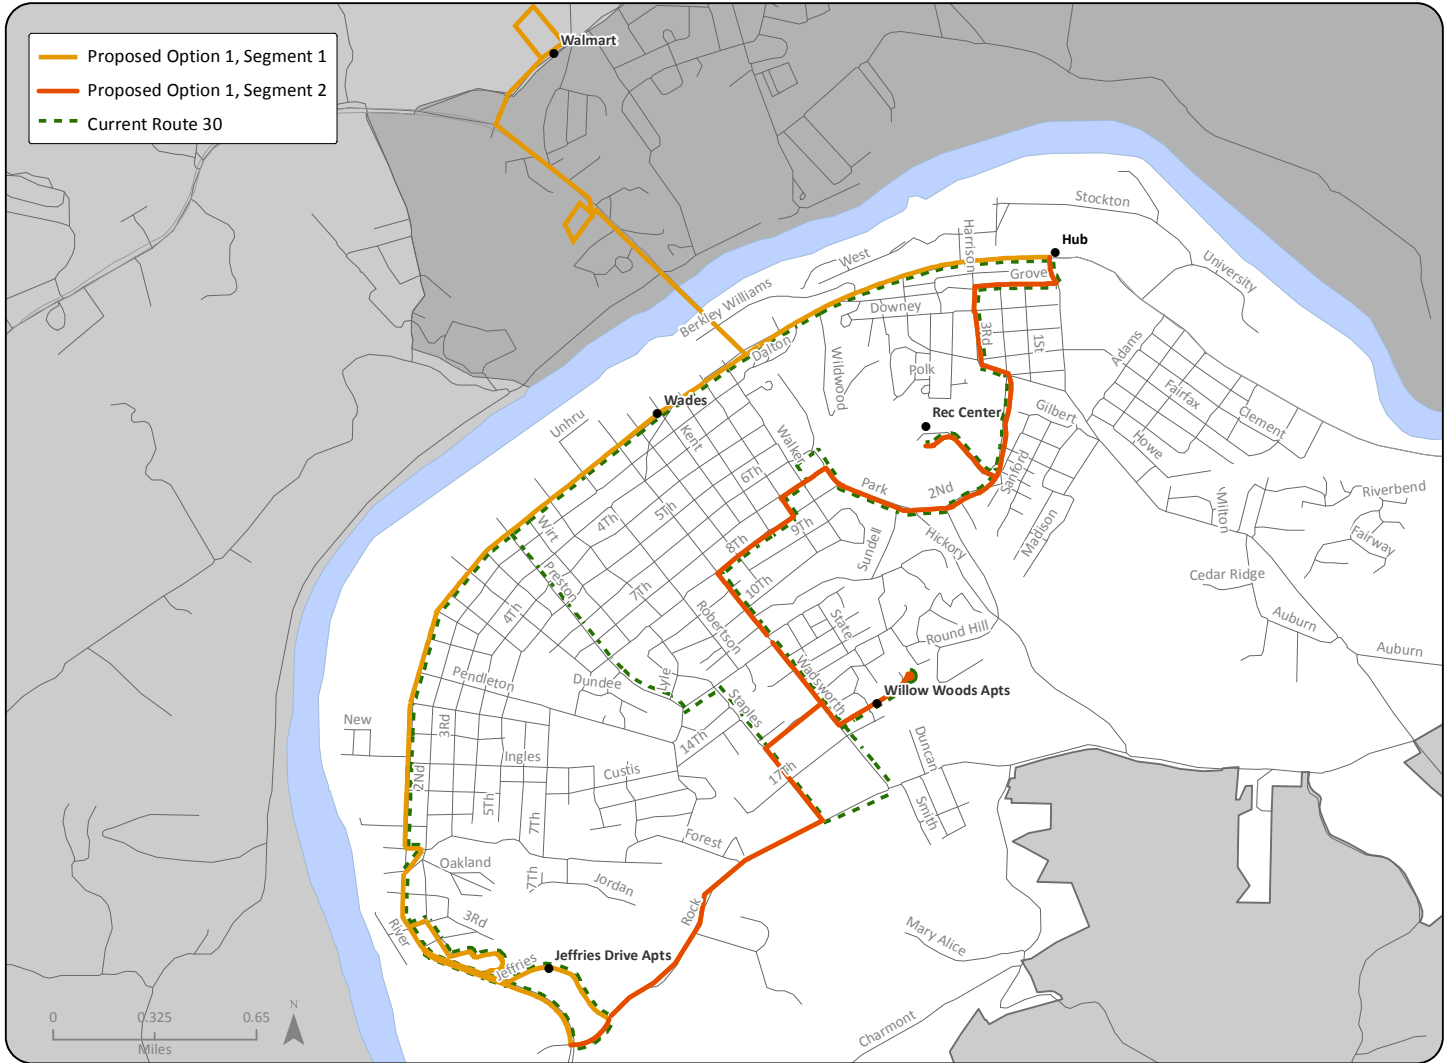 Proposed Option 1, Segment 1
Proposed Option 1, Segment 2
Current Route 30
Walmart
Stockton
Harrison
Hub
University
West
Grove
Berkley Williams
Downey
3Rd
1St
Adams
Dalton
Wildwood
Polk
Fairfax
Wades
Rec Center
Gilbert
Clement
Unhru
Kent
Walker
Howe
6Th
Sanford
Park
2Nd
Milton
Riverbend
Wirt
4Th
5Th
9Th
Madison
Fairway
8Th
Sundell
Hickory
Preston
7Th
10Th
Cedar Ridge
4Th
Robertson
State
Auburn
Round Hill
Auburn
Pendleton
Dundee
Lyle
Wadsworth
Willow Woods Apts
New
3Rd
Staples
14Th
Duncan
Ingles
2Nd
Custis
17Th
5Th
7Th
Smith
Forest
Oakland
7Th
Jordan
Rock
3Rd
River
Mary Alice
Jeffries
Jeffries Drive Apts
N
0 0.325 0.65
Miles
Charmont